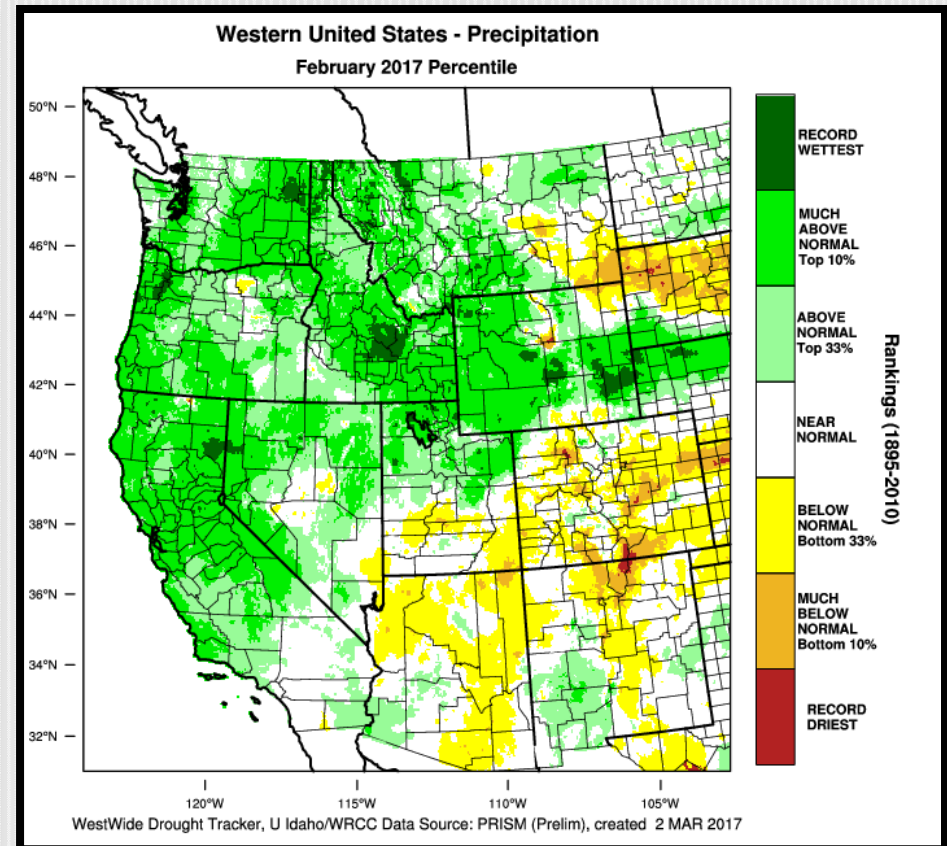 Western United States - Precipitation
February 2017 Percentile
50°N
48°N
46°N
44°N
42°N
40°N
38°N
36°N
34°N
32°N
120°W
115°W
110°W
105°W
RECORD
WETTEST
MUCH
ABOVE
NORMAL
Top 10%
ABOVE
NORMAL
Top 33%
NEAR
NORMAL
BELOW
NORMAL
Bottom 33%
MUCH
BELOW
NORMAL
Bottom 10%
RECORD
DRIEST
Rankings (1895-2010)
WestWide Drought Tracker, U Idaho/WRCC Data Source: PRISM (Prelim), created 2 MAR 2017